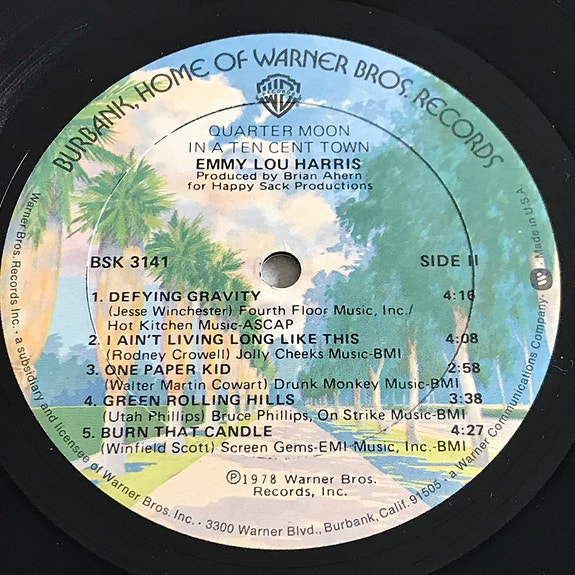 BURBANK, HOME OF WARNER BROS. RECORDS
WB
RECORDS
QUARTER MOON
IN A TEN CENT TOWN
EMMY LOU HARRIS
Produced by Brian Ahern
for Happy Sack Productions
BSK 3141
SIDE II
1. DEFYING GRAVITY 4:16
(Jesse Winchester) Fourth Floor Music, Inc./
Hot Kitchen Music-ASCAP
2. I AIN'T LIVING LONG LIKE THIS 4:08
(Rodney Crowell) Jolly Cheeks Music-BMI
3. ONE PAPER KID 2:58
(Walter Martin Cowart) Drunk Monkey Music-BMI
4. GREEN ROLLING HILLS 3:38
(Utah Phillips) Bruce Phillips, On Strike Music-BMI
5. BURN THAT CANDLE 4:27
(Winfield Scott) Screen Gems-EMI Music, Inc.-BMI
Ⓟ1978 Warner Bros.
Records, Inc.
Warner Bros. Records Inc. • a subsidiary and licensee of Warner Bros. Inc. • 3300 Warner Blvd., Burbank, Calif. 91505 • a Warner Communications Company • Made in U.S.A.